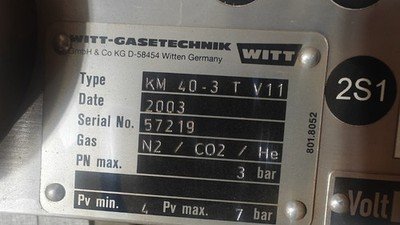 WITT-GASETECHNIK
GmbH & Co KG D-58454 Witten Germany WITT
Type KM 40-3 T V11
Date 2003
Serial No. 57219
Gas N2 / CO2 / He
PN max. 3 bar
Pv min. 4 Pv max. 7 bar
801.8052
2S1
Volt